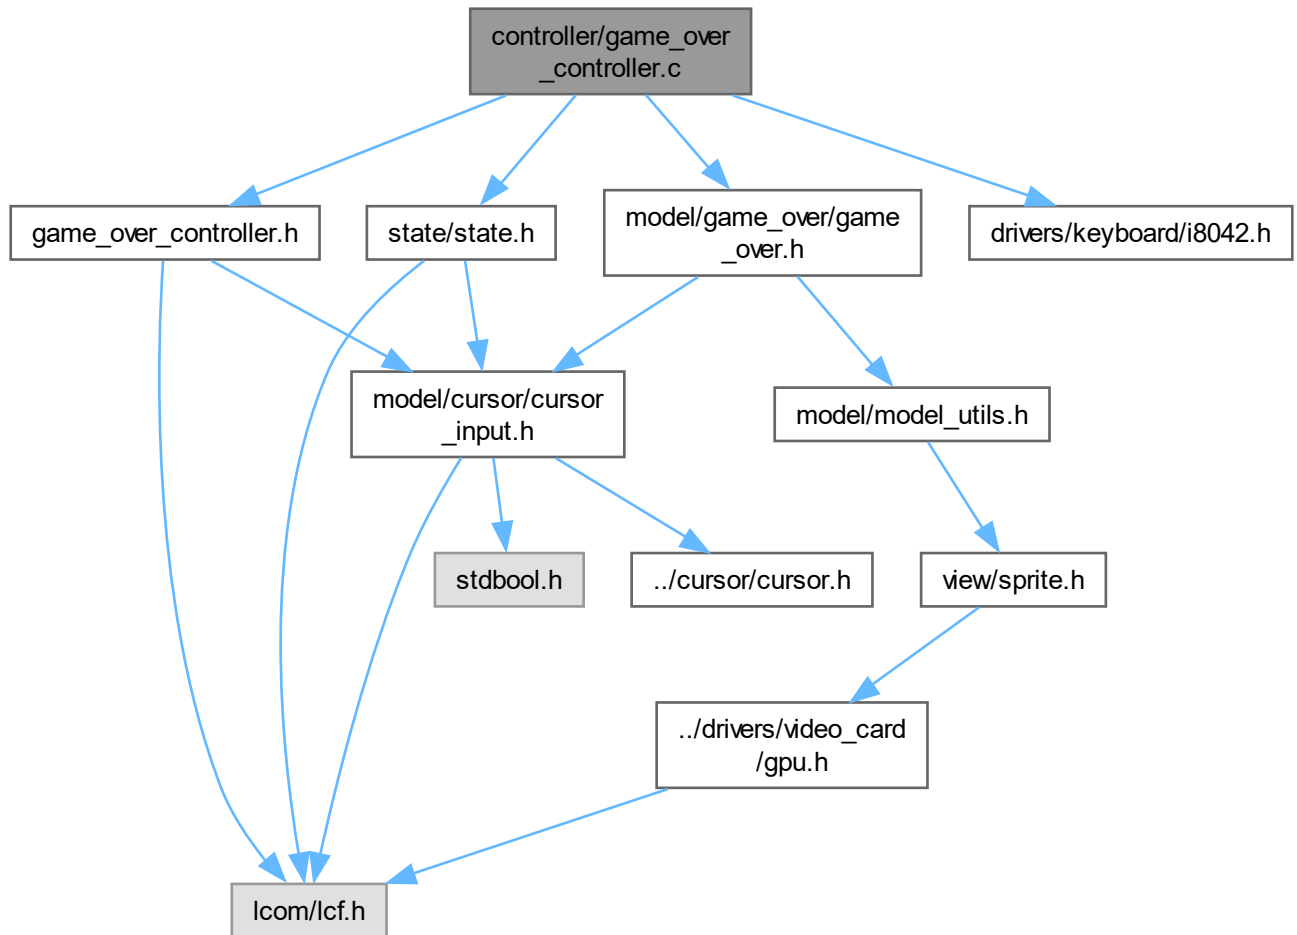 controller/game_over
_controller.c
game_over_controller.h
state/state.h
model/game_over/game
_over.h
drivers/keyboard/i8042.h
model/cursor/cursor
_input.h
model/model_utils.h
stdbool.h
../cursor/cursor.h
view/sprite.h
../drivers/video_card
/gpu.h
lcom/lcf.h